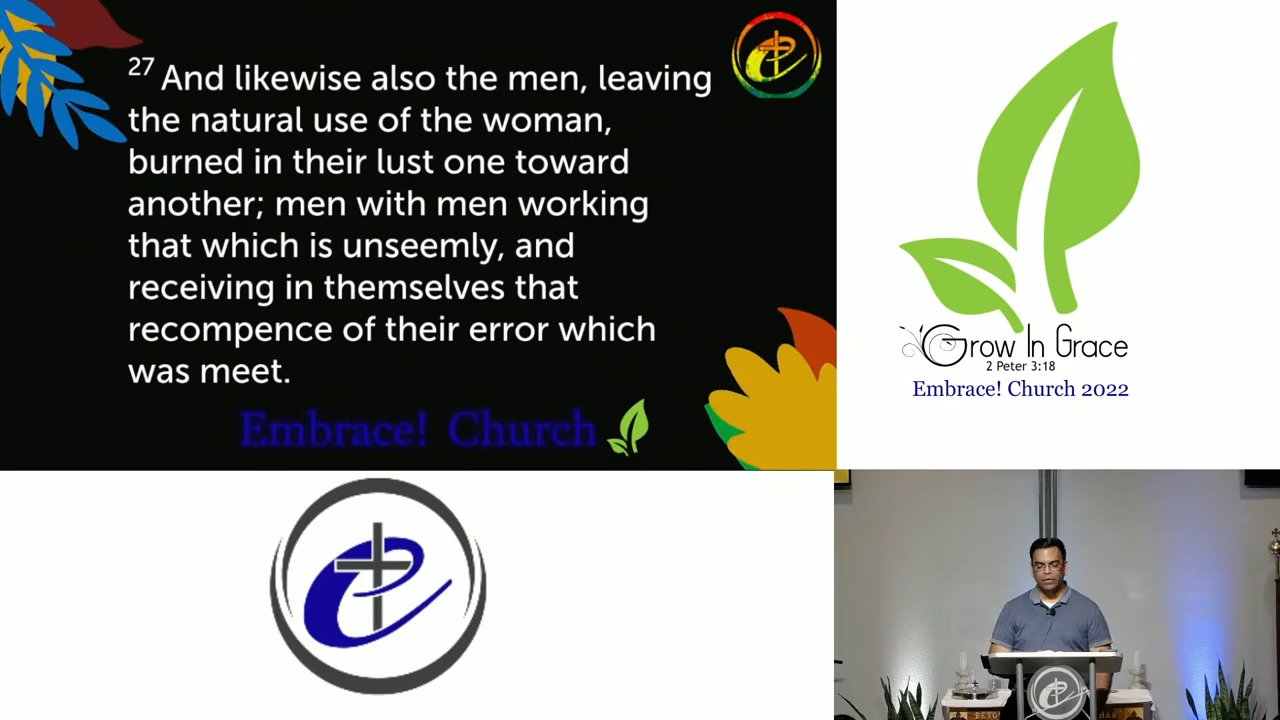 27 And likewise also the men, leaving
the natural use of the woman,
burned in their lust one toward
another; men with men working
that which is unseemly, and
receiving in themselves that
recompence of their error which
was meet.
Embrace! Church
Grow In Grace
2 Peter 3:18
Embrace! Church 2022